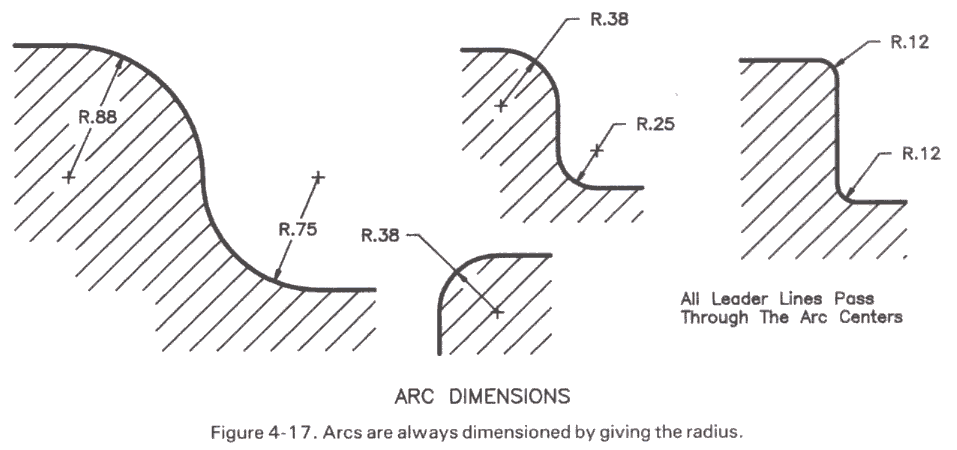 R.38
R.12
R.88
R.25
R.12
R.75
R.38
All Leader Lines Pass
Through The Arc Centers
ARC DIMENSIONS
Figure 4-17. Arcs are always dimensioned by giving the radius.